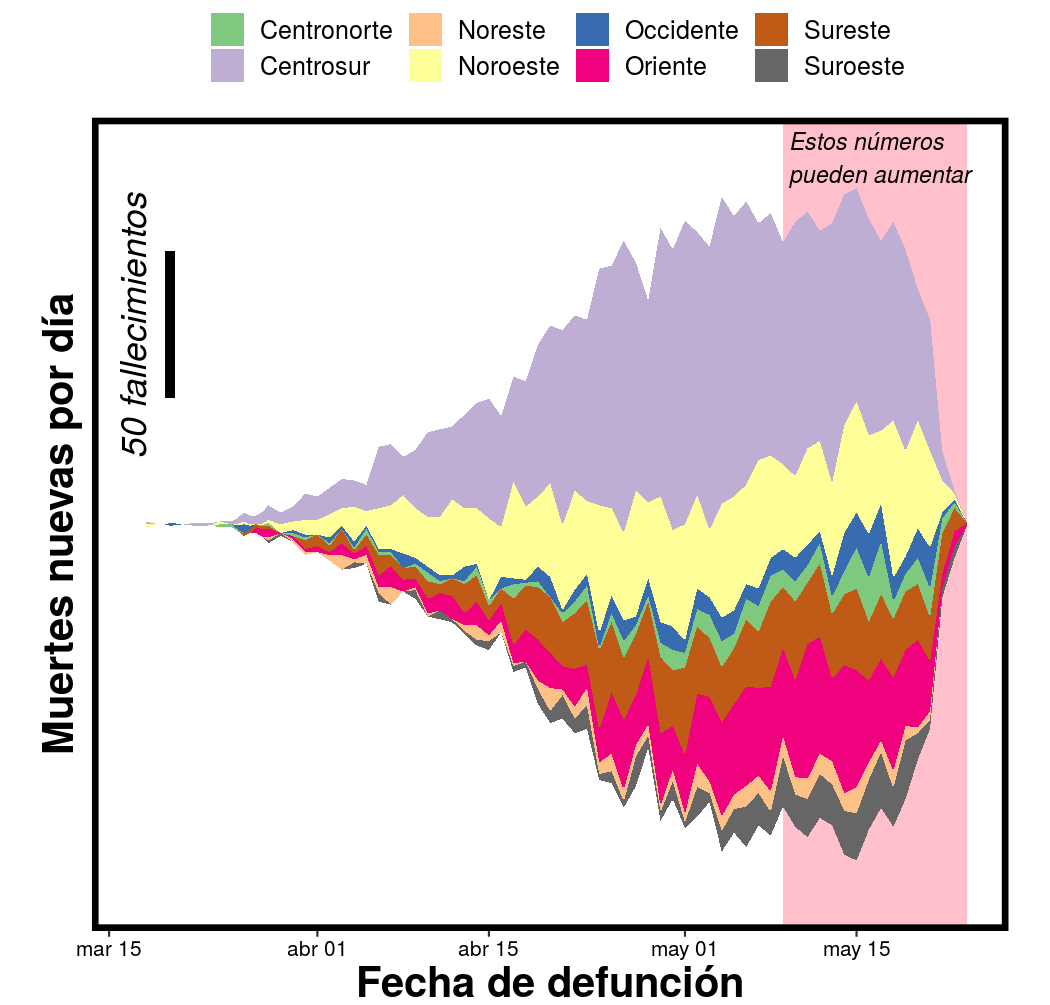 Centronorte Noreste Occidente Sureste
Centrosur Noroeste Oriente Suroeste
Estos números
pueden aumentar
50 fallecimientos
Muertes nuevas por día
mar 15 abr 01 abr 15 may 01 may 15
Fecha de defunción